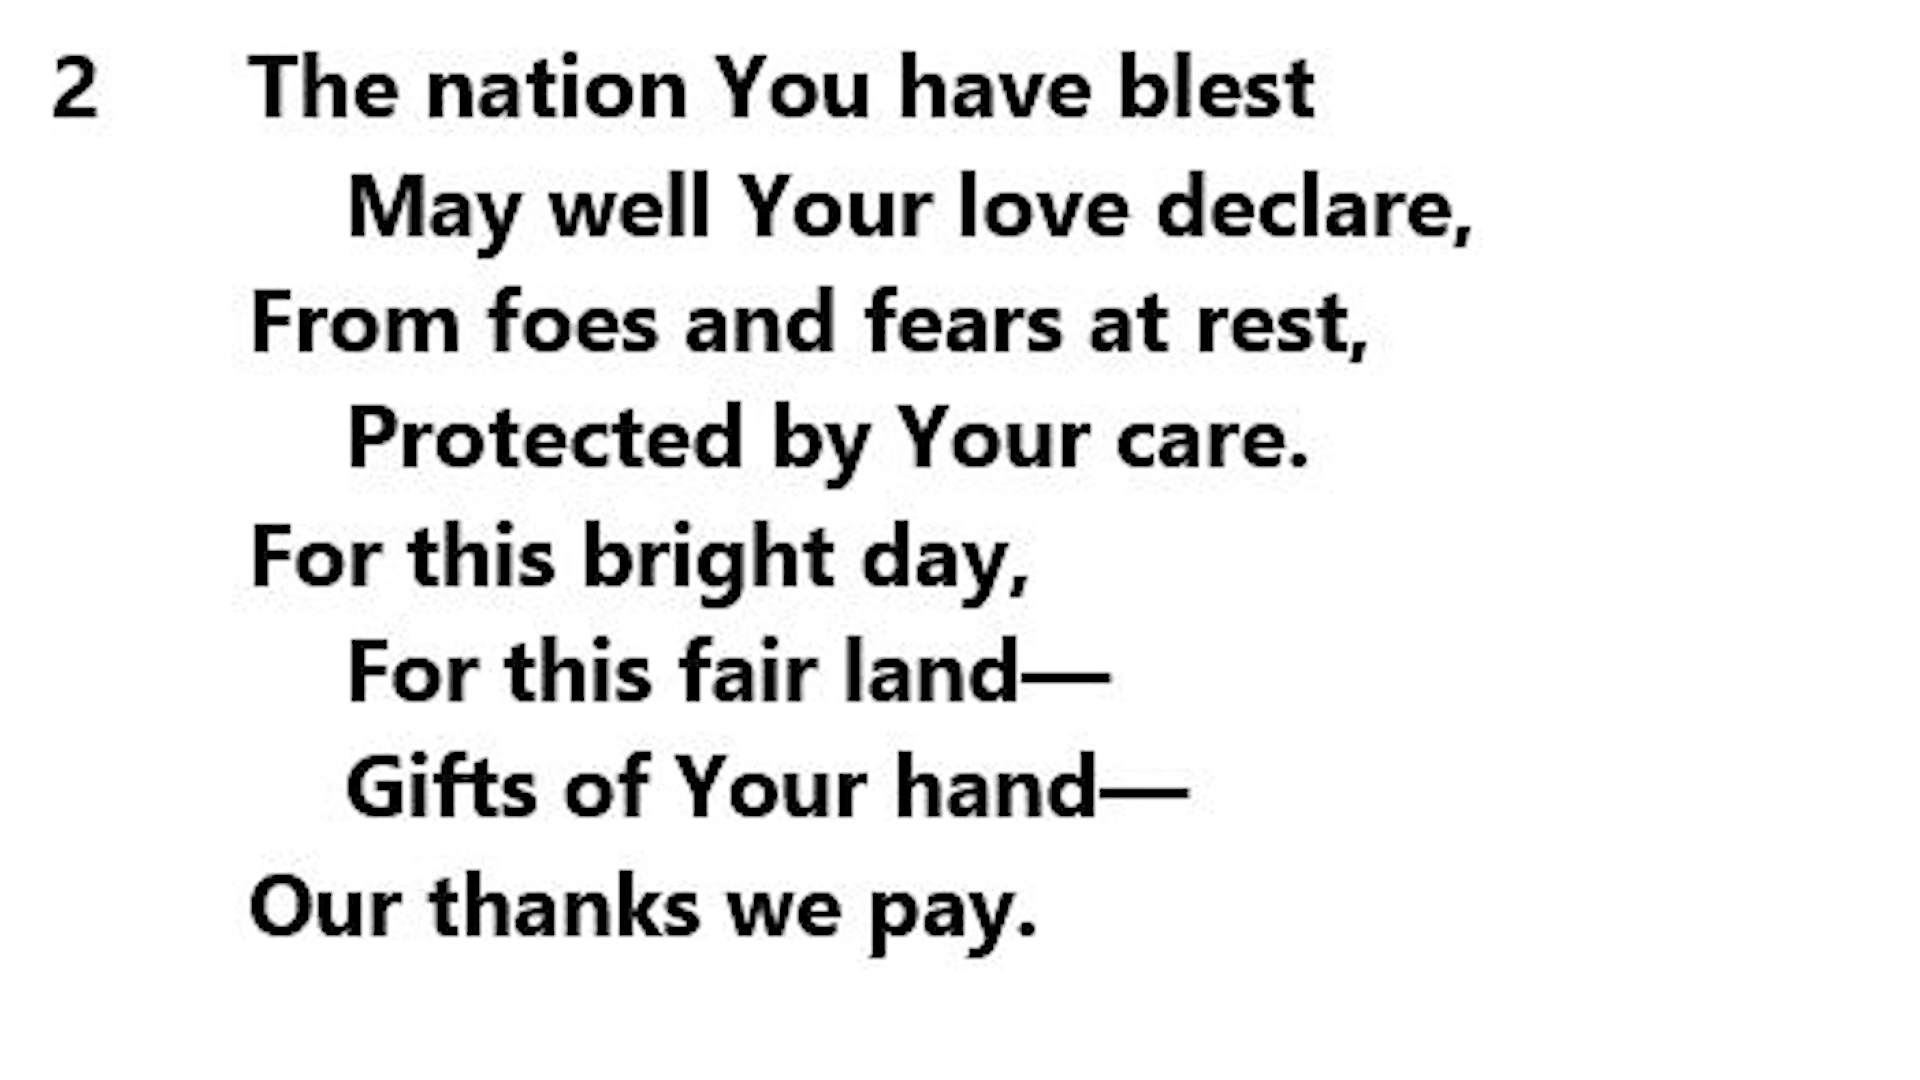 2 The nation You have blest
May well Your love declare,
From foes and fears at rest,
Protected by Your care.
For this bright day,
For this fair land—
Gifts of Your hand—
Our thanks we pay.